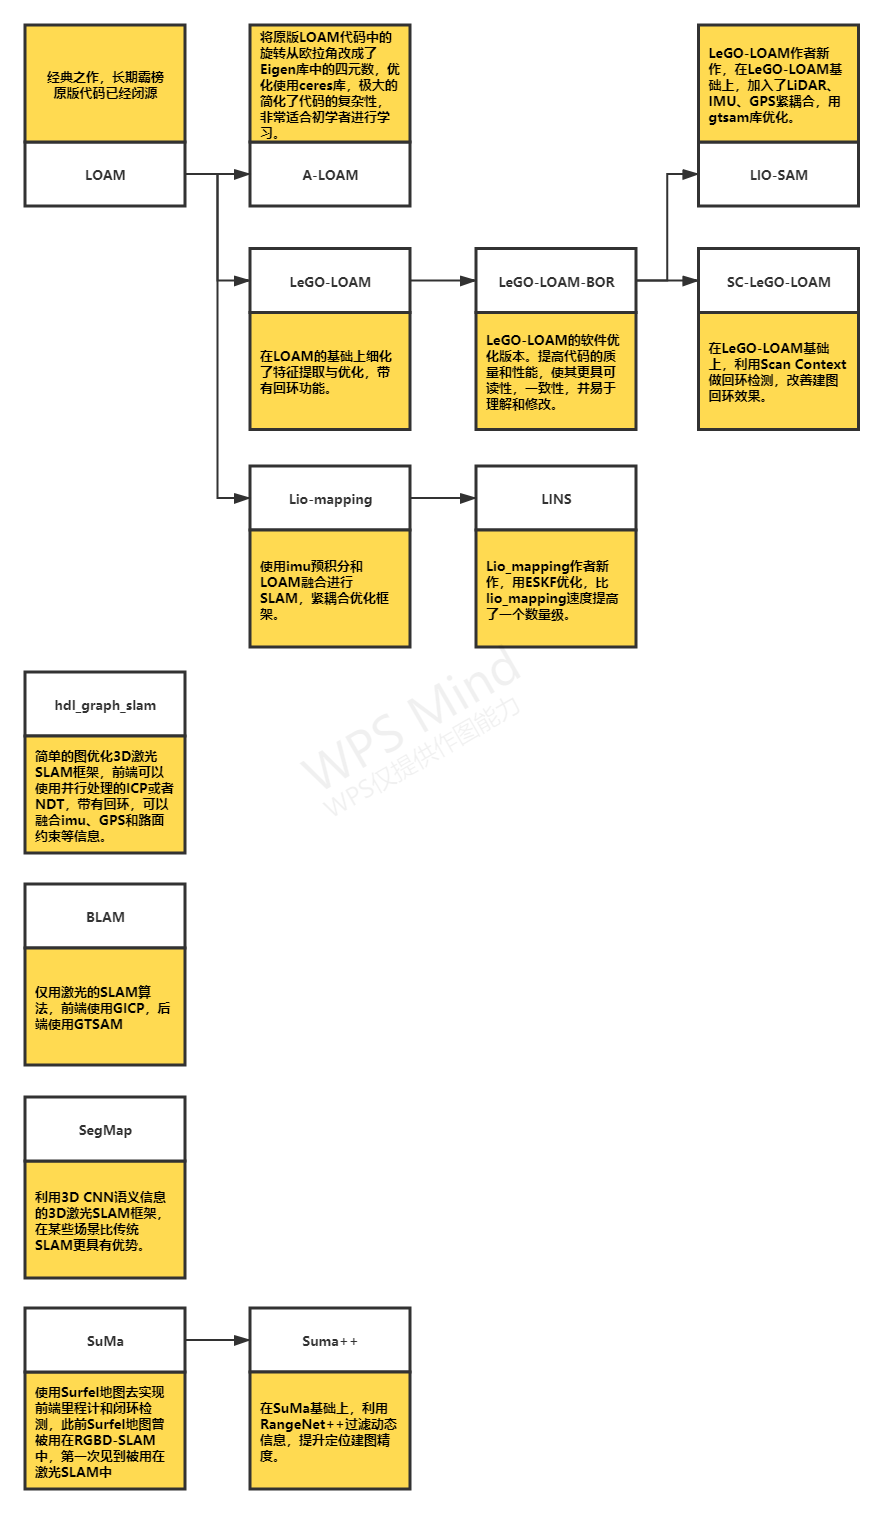 经典之作，长期霸榜
原版代码已经闭源
LOAM
将原版LOAM代码中的
旋转从欧拉角改成了
Eigen库中的四元数，优
化使用ceres库，极大的
简化了代码的复杂性，
非常适合初学者进行学
习。
A-LOAM
LeGO-LOAM作者新
作，在LeGO-LOAM基
础上，加入了LiDAR、
IMU、GPS紧耦合，用
gtsam库优化。
LIO-SAM
LeGO-LOAM
在LOAM的基础上细化
了特征提取与优化，带
有回环功能。
LeGO-LOAM-BOR
LeGO-LOAM的软件优
化版本。提高代码的质
量和性能，使其更具可
读性，一致性，并易于
理解和修改。
SC-LeGO-LOAM
在LeGO-LOAM基础
上，利用Scan Context
做回环检测，改善建图
回环效果。
Lio-mapping
使用imu预积分和
LOAM融合进行
SLAM，紧耦合优化框
架。
LINS
Lio_mapping作者新
作，用ESKF优化，比
lio_mapping速度提高
了一个数量级。
WPS Mind
WPS仅提供作图能力
hdl_graph_slam
简单的图优化3D激光
SLAM框架，前端可以
使用并行处理的ICP或者
NDT，带有回环，可以
融合imu、GPS和路面
约束等信息。
BLAM
仅用激光的SLAM算
法，前端使用GICP，后
端使用GTSAM
SegMap
利用3D CNN语义信息
的3D激光SLAM框架，
在某些场景比传统
SLAM更具有优势。
SuMa
使用Surfel地图去实现
前端里程计和闭环检
测，此前Surfel地图曾
被用在RGBD-SLAM
中，第一次见到被用在
激光SLAM中
Suma++
在SuMa基础上，利用
RangeNet++过滤动态
信息，提升定位建图精
度。